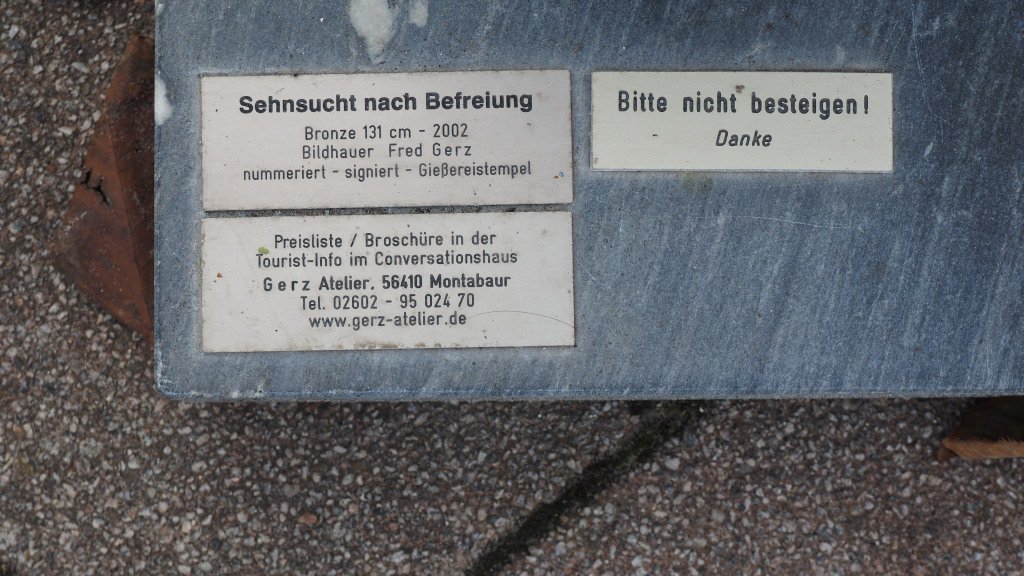 Sehnsucht nach Befreiung
Bronze 131 cm - 2002
Bildhauer Fred Gerz
nummeriert - signiert - Gießereistempel
Preisliste / Broschüre in der
Tourist-Info im Conversationshaus
Gerz Atelier. 56410 Montabaur
Tel. 02602 - 95 024 70
www.gerz-atelier.de
Bitte nicht besteigen!
Danke